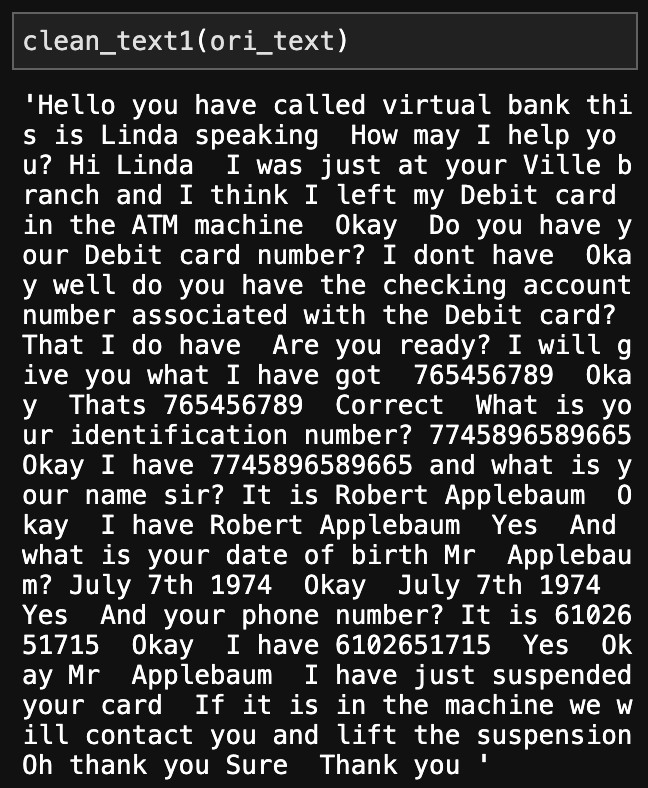 clean_text1(ori_text)
'Hello you have called virtual bank thi
s is Linda speaking  How may I help yo
u? Hi Linda  I was just at your Ville b
ranch and I think I left my Debit card
in the ATM machine  Okay  Do you have y
our Debit card number? I dont have  Oka
y well do you have the checking account
number associated with the Debit card?
That I do have  Are you ready? I will g
ive you what I have got  765456789  Oka
y  Thats 765456789  Correct  What is yo
ur identification number? 7745896589665
Okay I have 7745896589665 and what is y
our name sir? It is Robert Applebaum  O
kay  I have Robert Applebaum  Yes  And
what is your date of birth Mr  Applebau
m? July 7th 1974  Okay  July 7th 1974
Yes  And your phone number? It is 61026
51715  Okay  I have 6102651715  Yes  Ok
ay Mr  Applebaum  I have just suspended
your card  If it is in the machine we w
ill contact you and lift the suspension
Oh thank you Sure  Thank you '